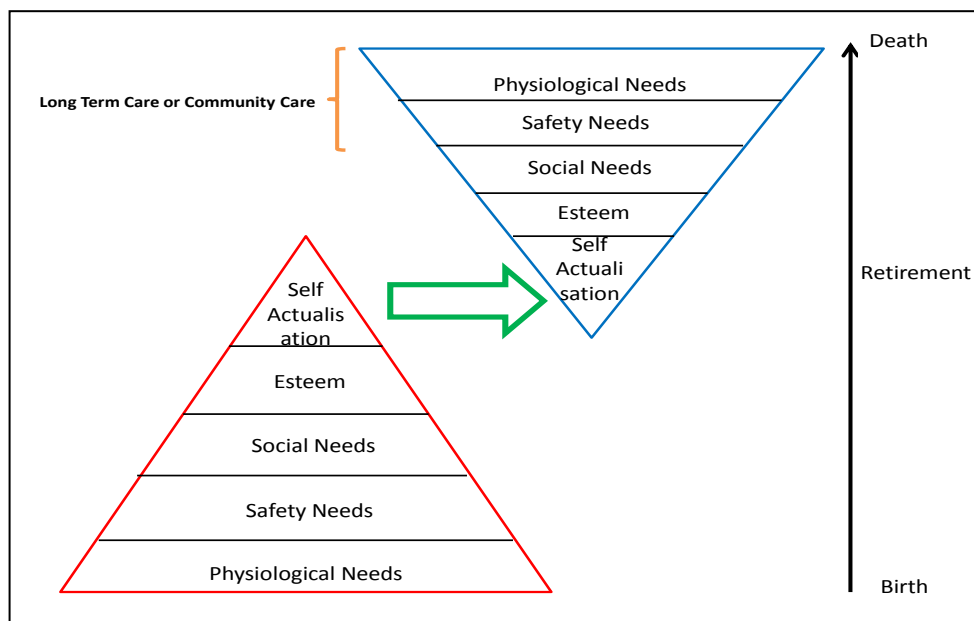 Death
Physiological Needs
Long Term Care or Community Care
Safety Needs
Social Needs
Esteem
Self
Actuali
sation
Retirement
Self
Actualis
ation
Esteem
Social Needs
Safety Needs
Physiological Needs
Birth